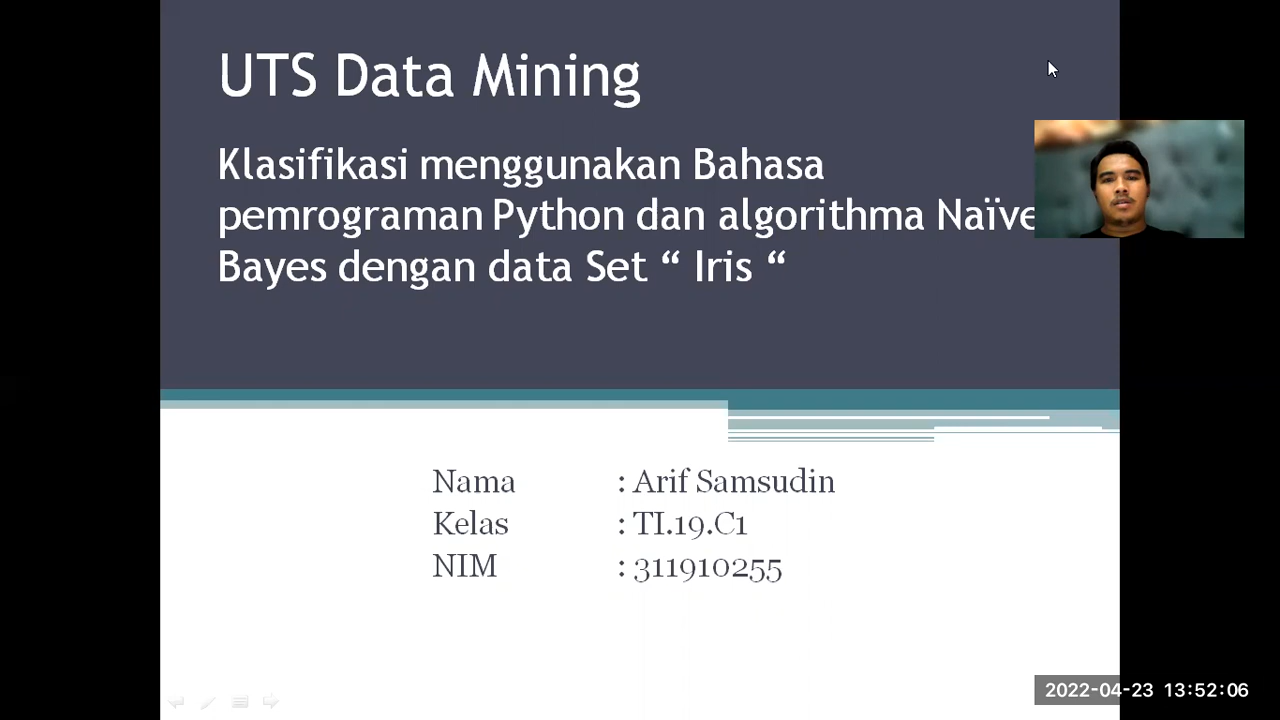 UTS Data Mining
Klasifikasi menggunakan Bahasa
pemrograman Python dan algorithma Naïve
Bayes dengan data Set “ Iris “
Nama : Arif Samsudin
Kelas : TI.19.C1
NIM : 311910255
2022-04-23 13:52:06